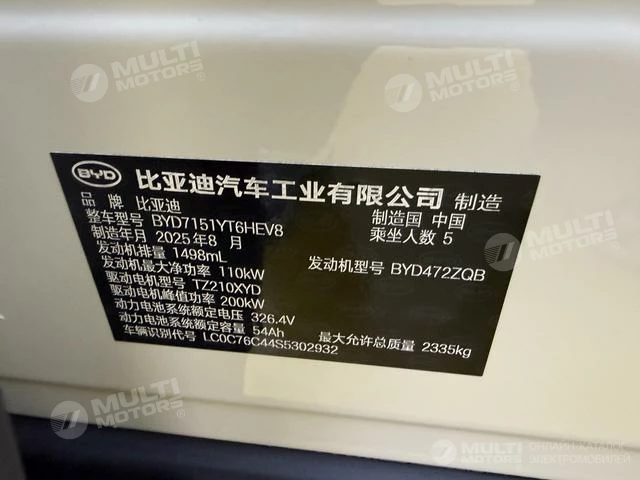 MULTI MOTORS®
MULTI MOTORS®
BYD 比亚迪汽车工业有限公司 制造
品 牌 比亚迪
制造国 中国
整车型号 BYD7151YT6HEV8
乘坐人数 5
制造年月 2025年8月
发动机排量 1498mL
发动机最大净功率 110kW
发动机型号 BYD472ZQB
驱动电机型号 TZ210XYD
驱动电机峰值功率 200kW
动力电池系统额定电压 326.4V
动力电池系统额定容量 54Ah
最大允许总质量 2335kg
车辆识别代号 LC0C76C44S5302932
MULTI MOTORS®
MULTI MOTORS
ОНЛАЙН-КАТАЛОГ
ЭЛЕКТРОМОБИЛЕЙ